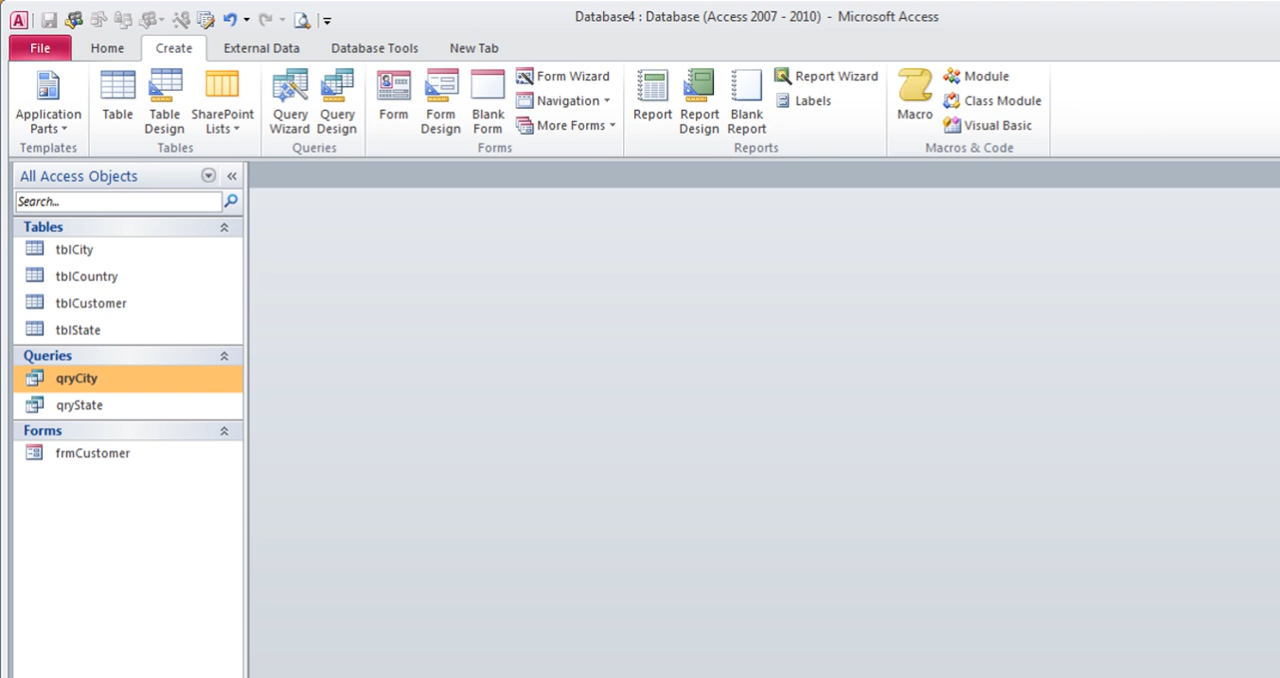 Database4 : Database (Access 2007 - 2010) - Microsoft Access
File Home Create External Data Database Tools New Tab
Application Parts
Table
Table Design
SharePoint Lists
Query Wizard
Query Design
Form
Form Design
Blank Form
Form Wizard
Navigation
More Forms
Report
Report Design
Blank Report
Report Wizard
Labels
Macro
Module
Class Module
Visual Basic
Templates Tables Queries Forms Reports Macros & Code
All Access Objects
Search...
Tables
tblCity
tblCountry
tblCustomer
tblState
Queries
qryCity
qryState
Forms
frmCustomer